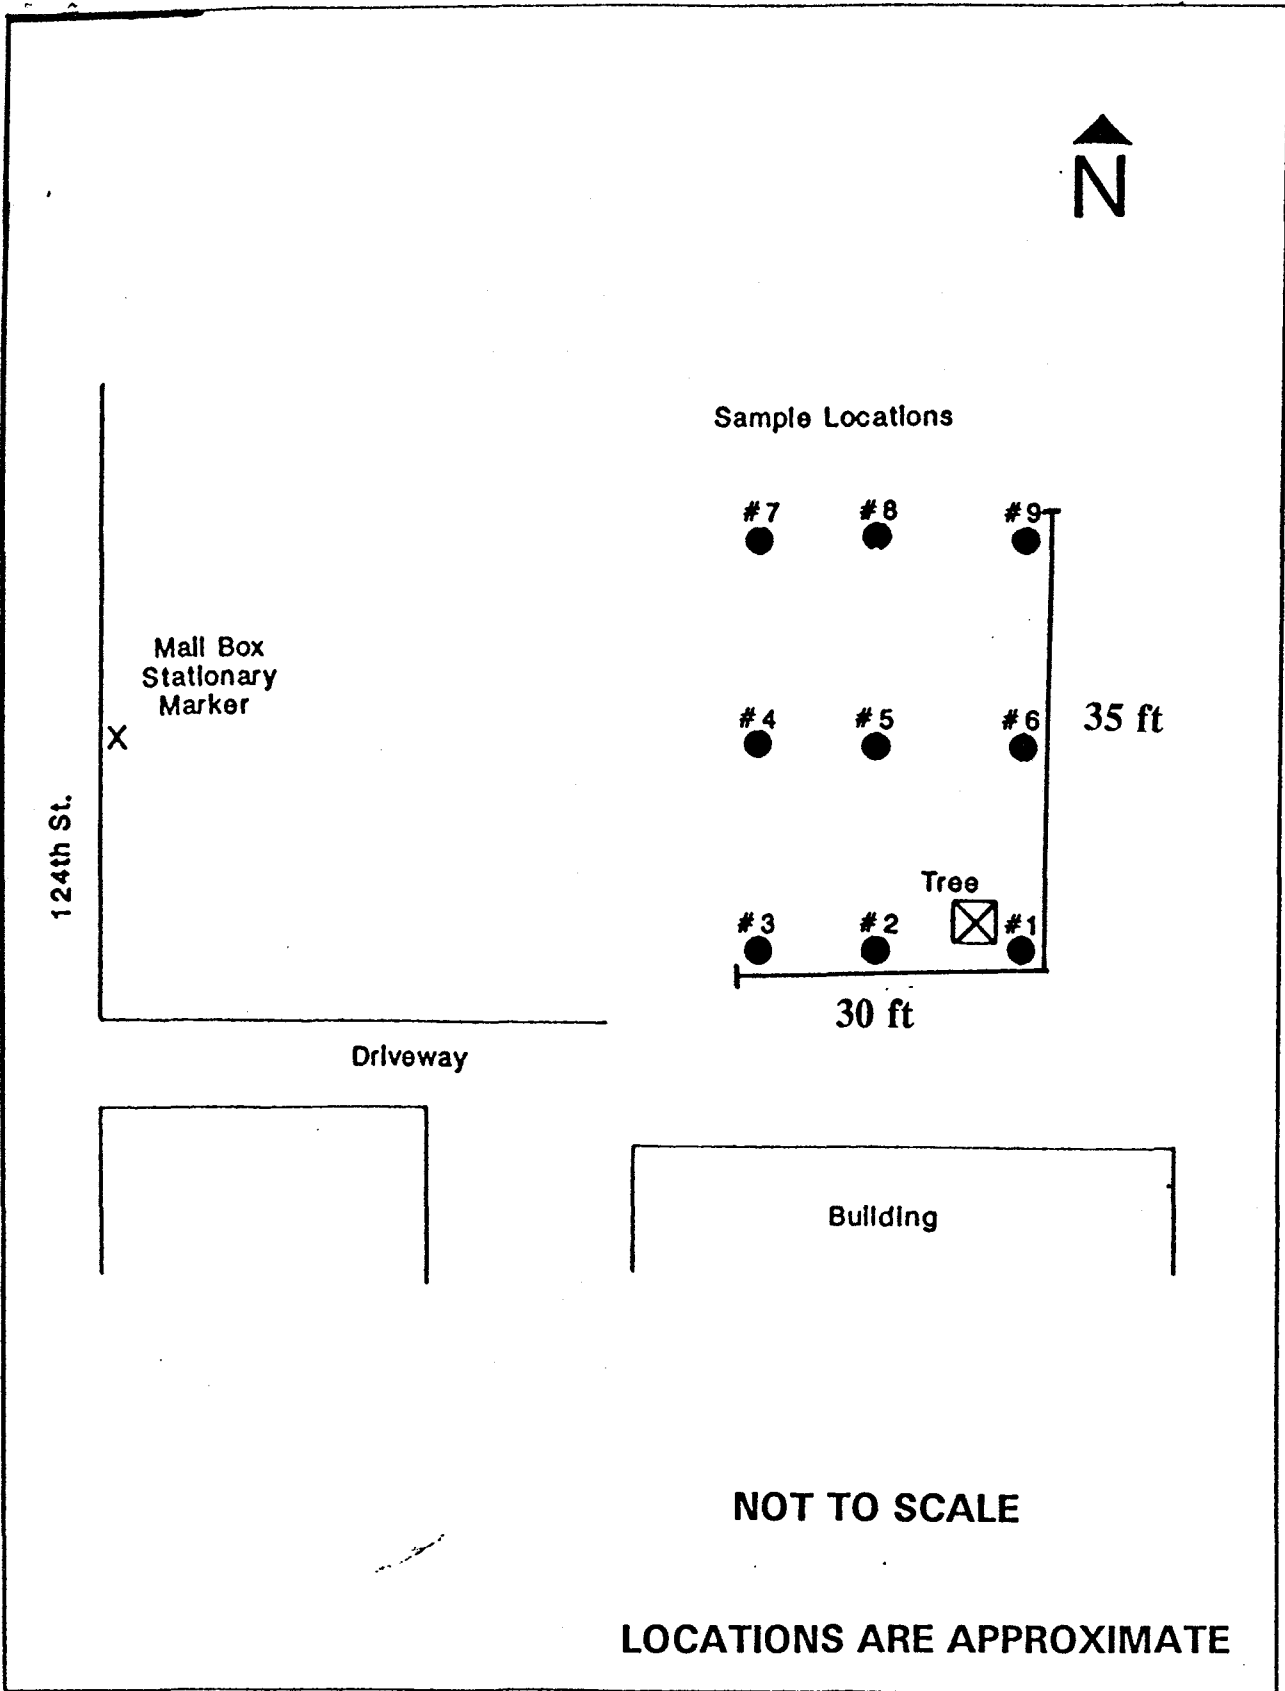 N
Sample Locations
#7 #8 #9
Mail Box
Stationary
Marker
X
#4 #5 #6
35 ft
124th St.
Tree
#3 #2 #1
30 ft
Driveway
Building
NOT TO SCALE
LOCATIONS ARE APPROXIMATE